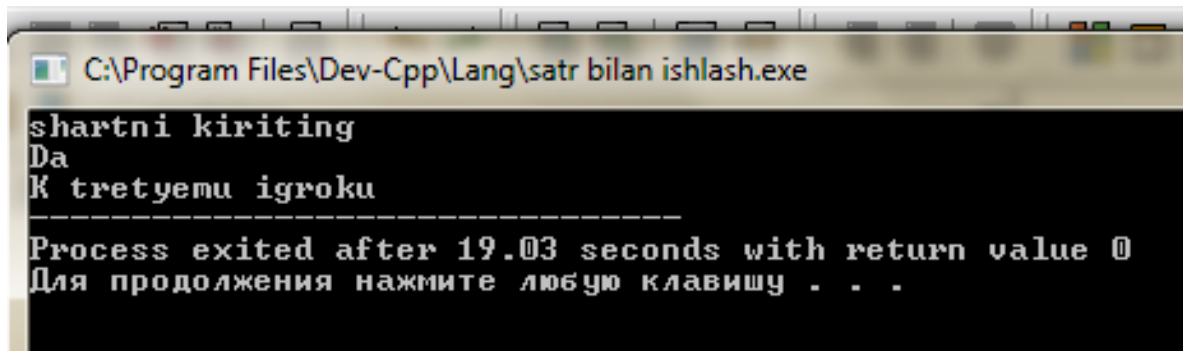 C:\Program Files\Dev-Cpp\Lang\satr bilan ishlash.exe
shartni kiriting
Da
K tretyemu igroku
--------------------------------
Process exited after 19.03 seconds with return value 0
Для продолжения нажмите любую клавишу . . .